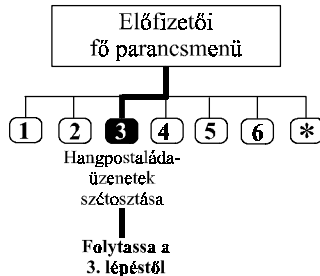 Előfizetői
fő parancsmenü
1 2 3 4 5 6 *
Hangpostaláda-
üzenetek
szétosztása
Folytassa a
3. lépéstől